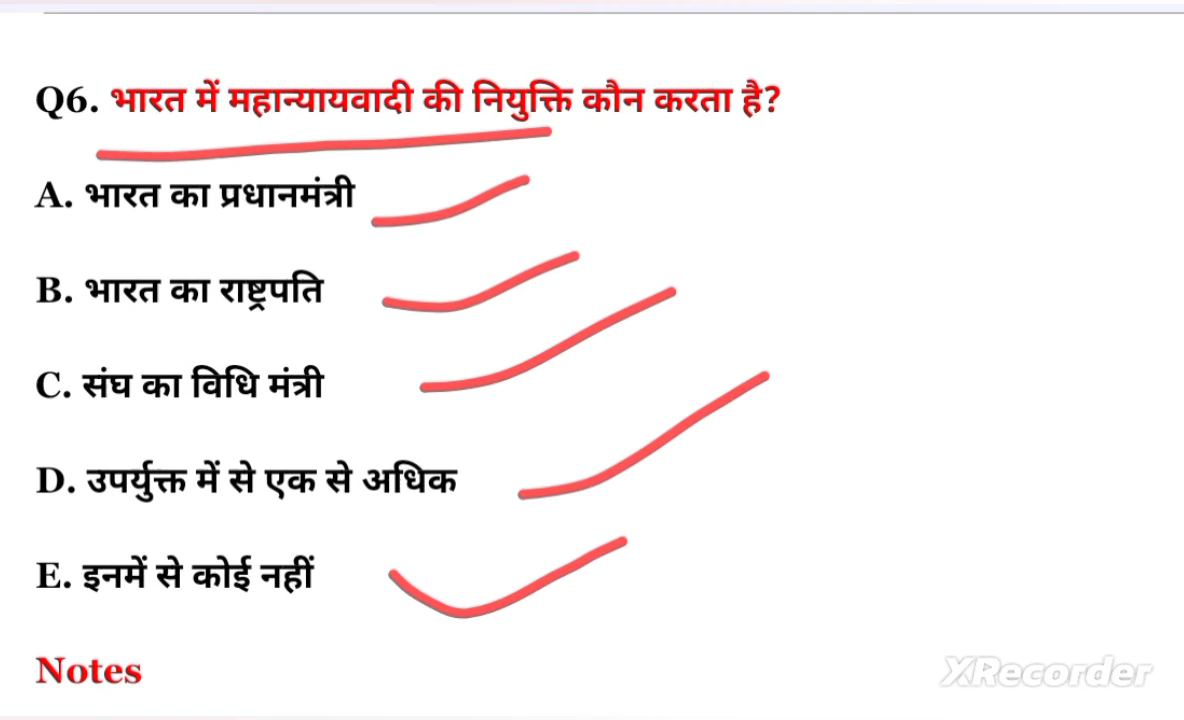 Q6. भारत में महान्यायवादी की नियुक्ति कौन करता है?
A. भारत का प्रधानमंत्री
B. भारत का राष्ट्रपति
C. संघ का विधि मंत्री
D. उपर्युक्त में से एक से अधिक
E. इनमें से कोई नहीं
Notes
XRecorder